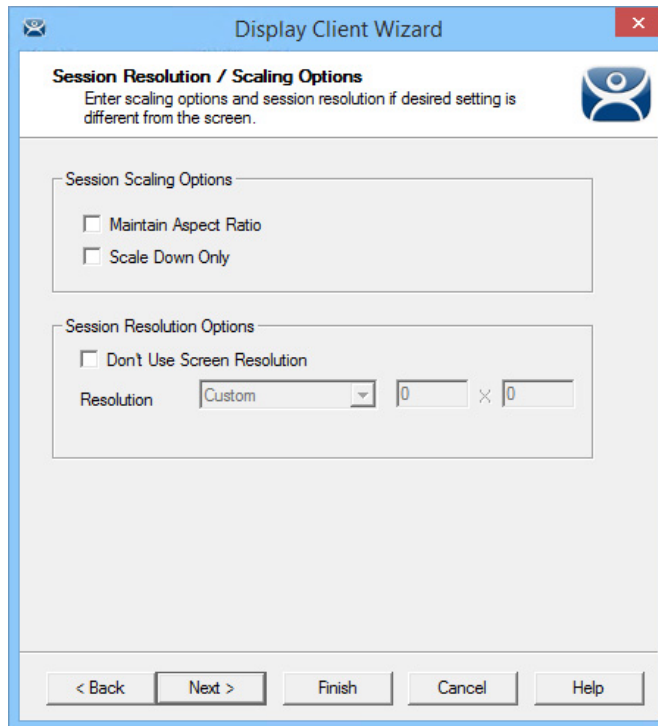 Display Client Wizard
Session Resolution / Scaling Options
Enter scaling options and session resolution if desired setting is
different from the screen.
Session Scaling Options
Maintain Aspect Ratio
Scale Down Only
Session Resolution Options
Don't Use Screen Resolution
Resolution Custom 0 X 0
< Back Next > Finish Cancel Help